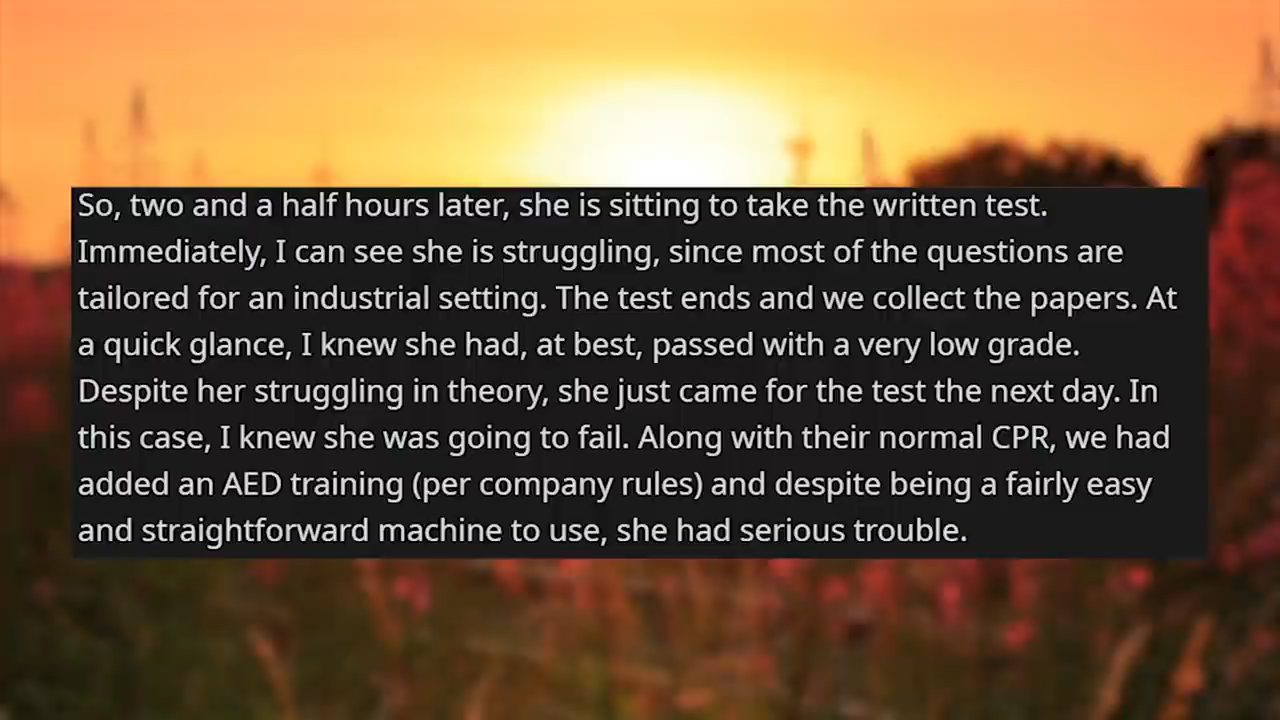 So, two and a half hours later, she is sitting to take the written test.
Immediately, I can see she is struggling, since most of the questions are
tailored for an industrial setting. The test ends and we collect the papers. At
a quick glance, I knew she had, at best, passed with a very low grade.
Despite her struggling in theory, she just came for the test the next day. In
this case, I knew she was going to fail. Along with their normal CPR, we had
added an AED training (per company rules) and despite being a fairly easy
and straightforward machine to use, she had serious trouble.